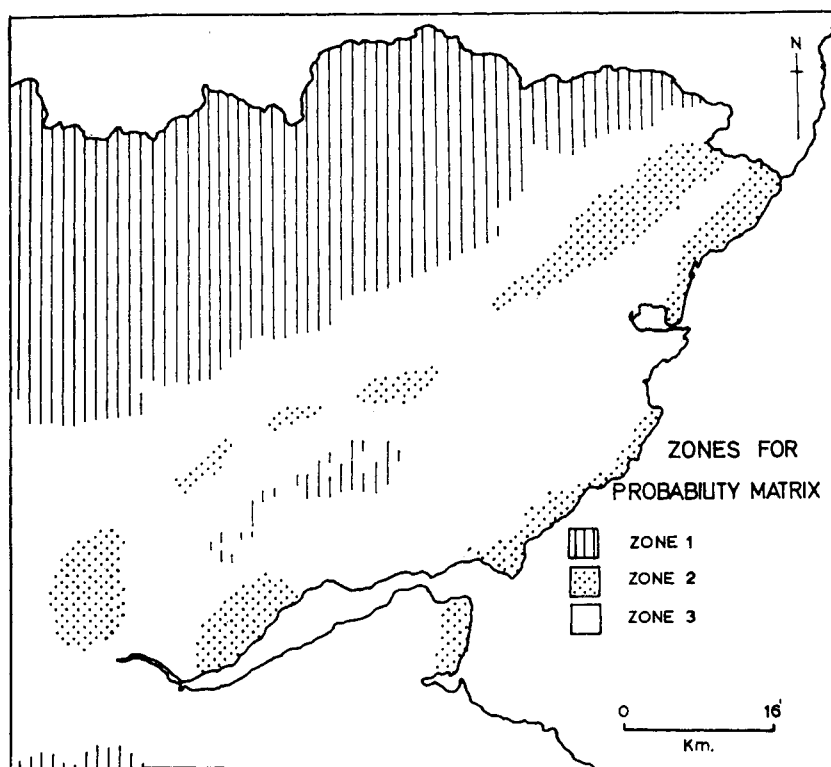 N
ZONES FOR
PROBABILITY MATRIX
ZONE 1
ZONE 2
ZONE 3
0 16
Km.